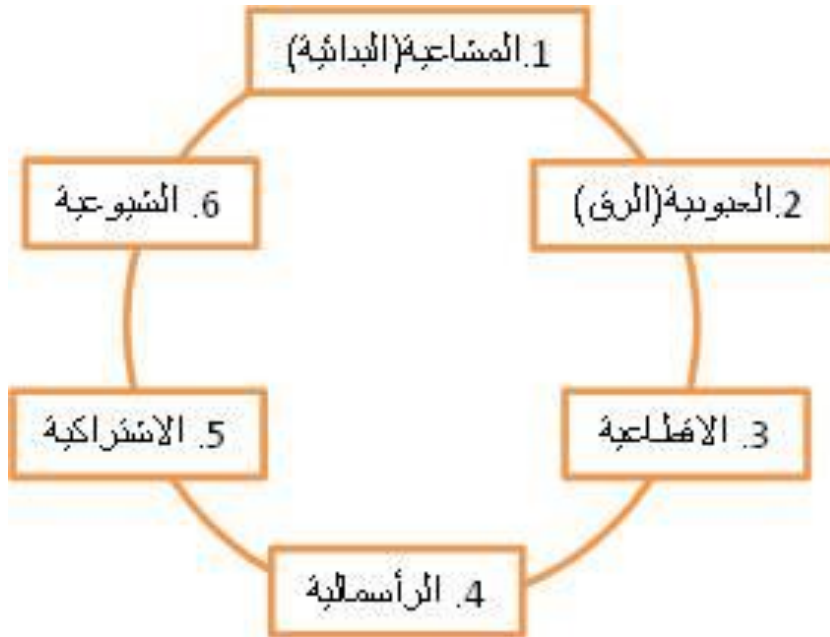 1.المشاعية(البدائية)
2.العبودية(الرق)
3. الاقطاعية
4. الرأسمالية
5. الاشتراكية
6. الشيوعية